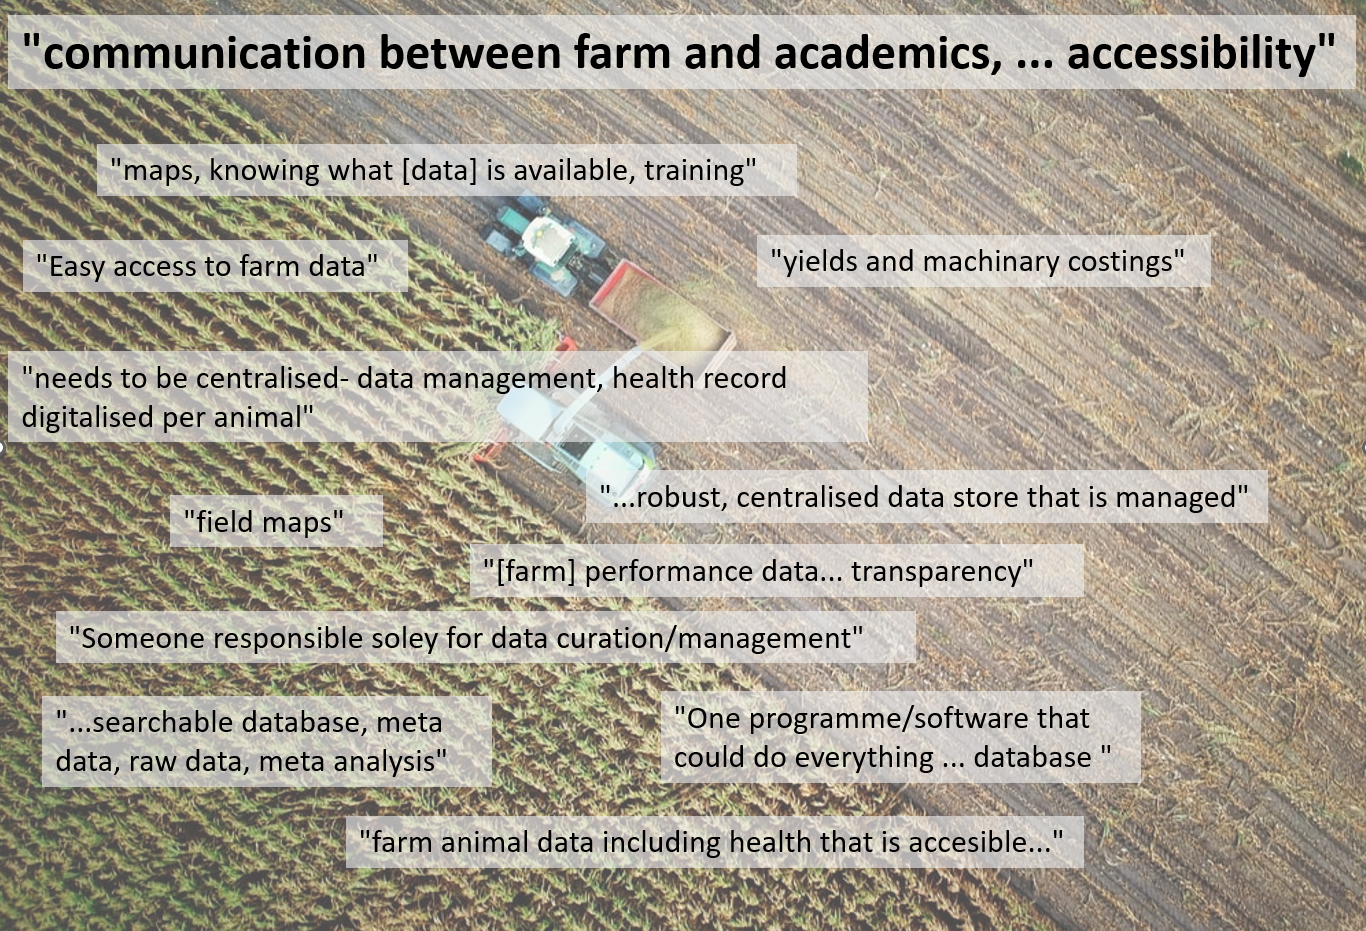 "communication between farm and academics, ... accessibility"
"maps, knowing what [data] is available, training"
"Easy access to farm data"
"yields and machinary costings"
"needs to be centralised- data management, health record
digitalised per animal"
"...robust, centralised data store that is managed"
"field maps"
"[farm] performance data... transparency"
"Someone responsible soley for data curation/management"
"...searchable database, meta
data, raw data, meta analysis"
"One programme/software that
could do everything ... database "
"farm animal data including health that is accesible..."